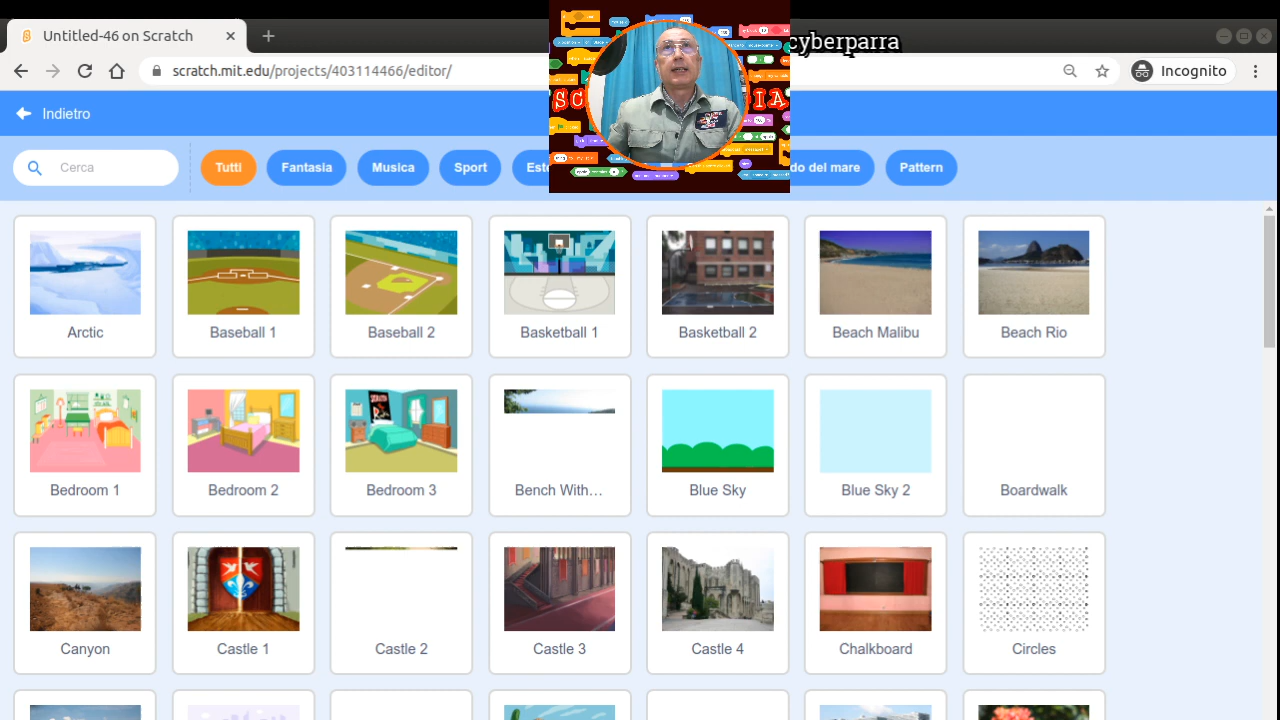 Untitled-46 on Scratch
cyberparra
scratch.mit.edu/projects/403114466/editor/
Incognito
Indietro
Cerca
Tutti
Fantasia
Musica
Sport
do del mare
Pattern
Arctic
Baseball 1
Baseball 2
Basketball 1
Basketball 2
Beach Malibu
Beach Rio
Bedroom 1
Bedroom 2
Bedroom 3
Bench With…
Blue Sky
Blue Sky 2
Boardwalk
Canyon
Castle 1
Castle 2
Castle 3
Castle 4
Chalkboard
Circles